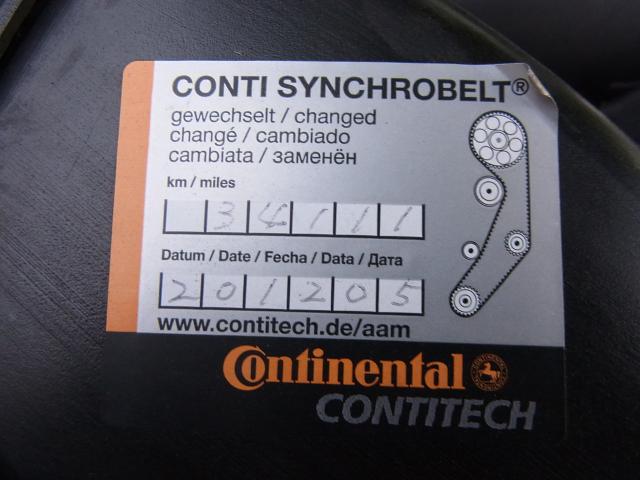 CONTI SYNCHROBELT®
gewechselt / changed
changé / cambiado
cambiata / заменён
km / miles
34111
Datum / Date / Fecha / Data / Дата
201205
www.contitech.de/aam
Continental
CONTITECH